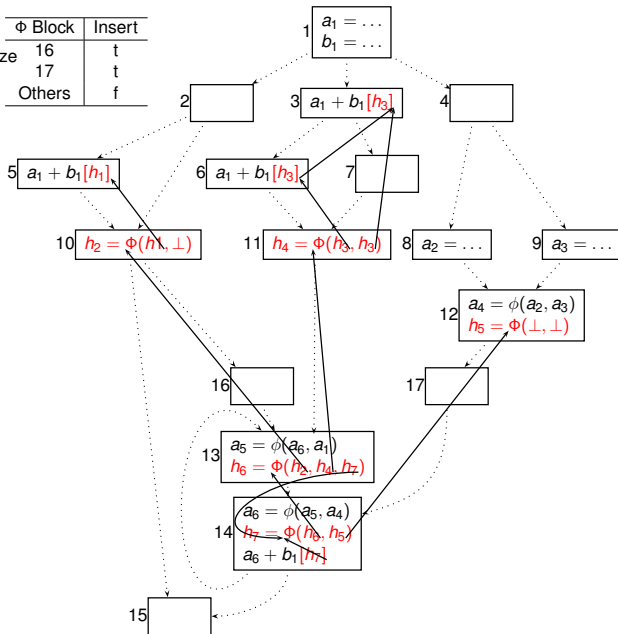 Φ Block Insert
ze 16 t
17 t
Others f
1 a₁ = …
b₁ = …
2
3 a₁ + b₁[h₃]
4
5 a₁ + b₁[h₁]
6 a₁ + b₁[h₃]
7
10 h₂ = Φ(h1, ⊥)
11 h₄ = Φ(h₃, h₃)
8 a₂ = …
9 a₃ = …
12 a₄ = ϕ(a₂, a₃)
h₅ = Φ(⊥, ⊥)
16
17
13 a₅ = ϕ(a₆, a₁)
h₆ = Φ(h₂, h₄, h₇)
14 a₆ = ϕ(a₅, a₄)
h₇ = Φ(h₆, h₅)
a₆ + b₁[h₇]
15